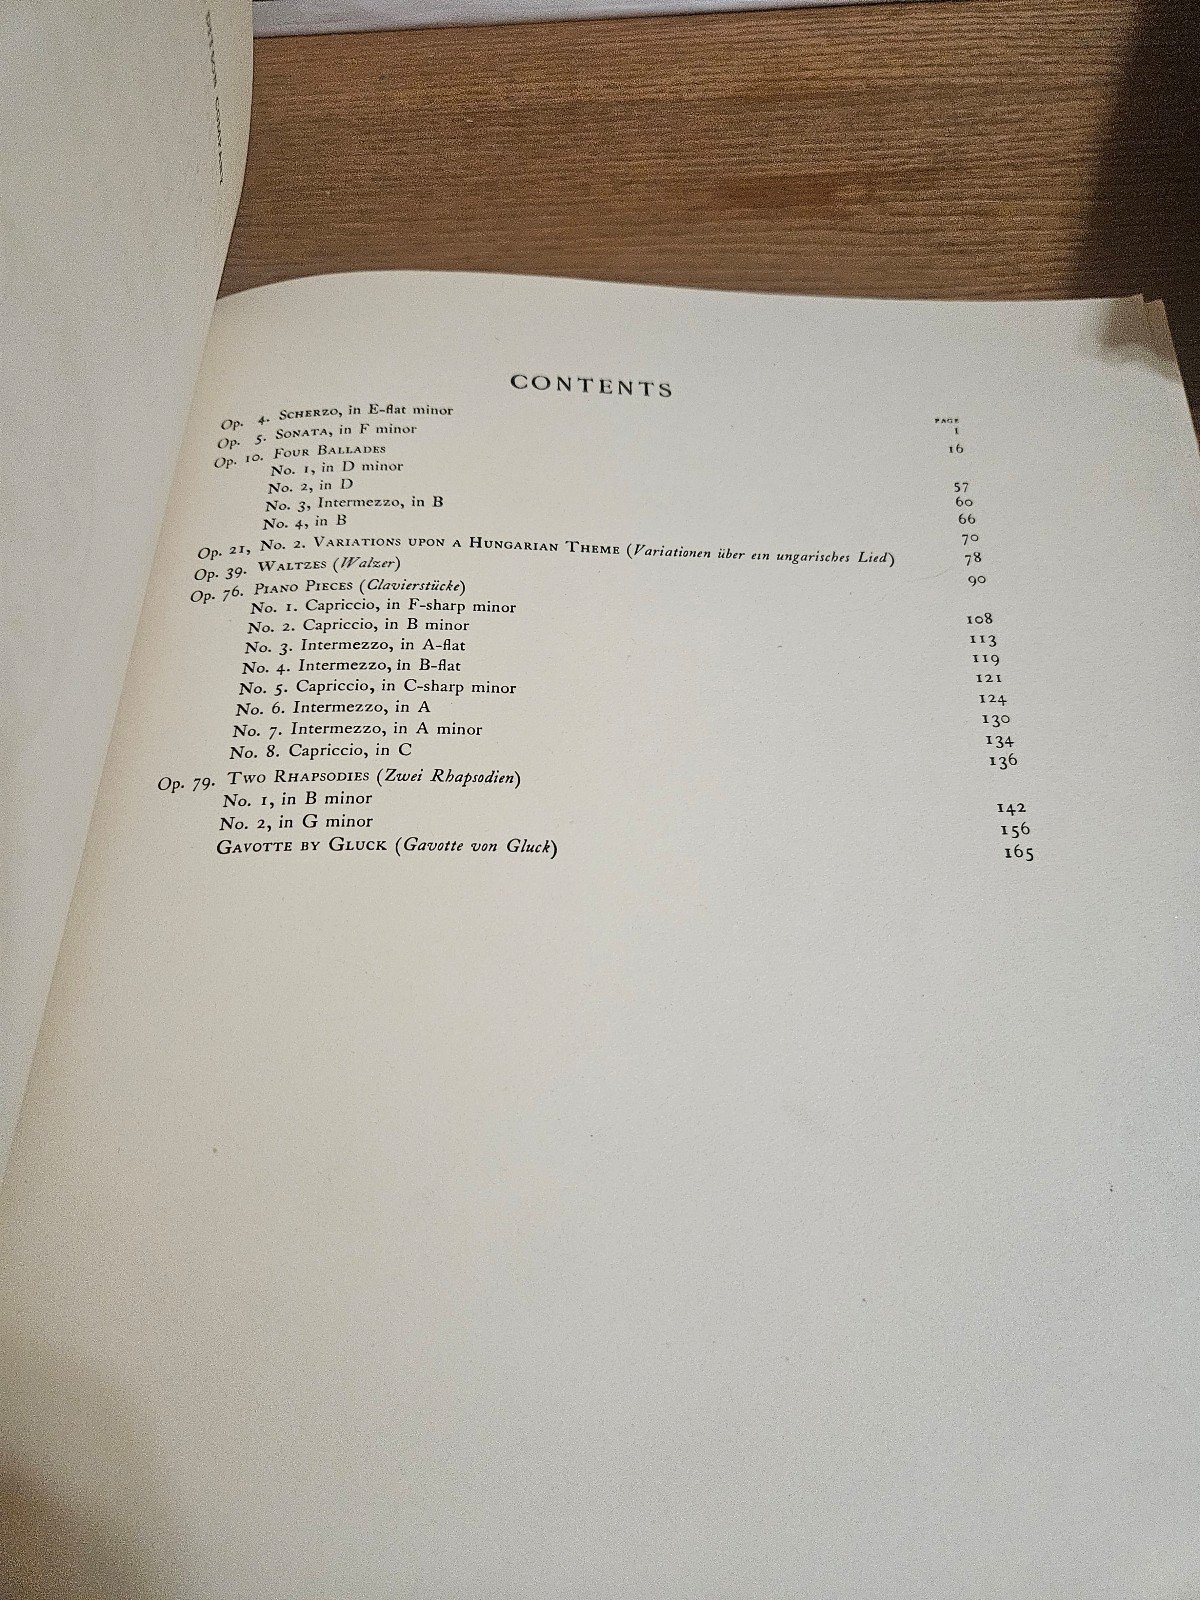 CONTENTS
PAGE
Op. 4. SCHERZO, in E-flat minor 1
Op. 5. SONATA, in F minor 16
Op. 10. FOUR BALLADES
No. 1, in D minor 57
No. 2, in D 60
No. 3, Intermezzo, in B 66
No. 4, in B 70
Op. 21, No. 2. VARIATIONS UPON A HUNGARIAN THEME (Variationen über ein ungarisches Lied) 78
Op. 39. WALTZES (Walzer) 90
Op. 76. PIANO PIECES (Clavierstücke)
No. 1. Capriccio, in F-sharp minor 108
No. 2. Capriccio, in B minor 113
No. 3. Intermezzo, in A-flat 119
No. 4. Intermezzo, in B-flat 121
No. 5. Capriccio, in C-sharp minor 124
No. 6. Intermezzo, in A 130
No. 7. Intermezzo, in A minor 134
No. 8. Capriccio, in C 136
Op. 79. TWO RHAPSODIES (Zwei Rhapsodien)
No. 1, in B minor 142
No. 2, in G minor 156
GAVOTTE BY GLUCK (Gavotte von Gluck) 165